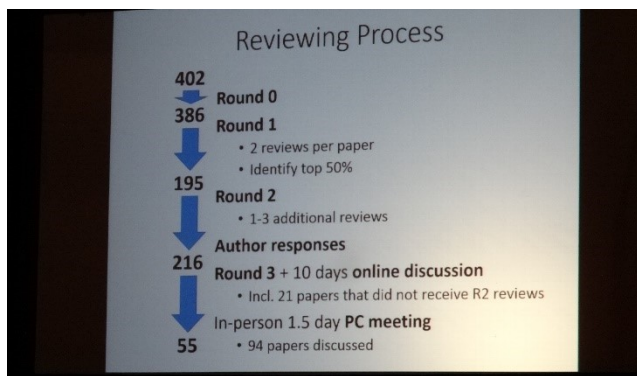 Reviewing Process
402
Round 0
386
Round 1
• 2 reviews per paper
• Identify top 50%
195
Round 2
• 1-3 additional reviews
Author responses
216
Round 3 + 10 days online discussion
• Incl. 21 papers that did not receive R2 reviews
In-person 1.5 day PC meeting
55
• 94 papers discussed